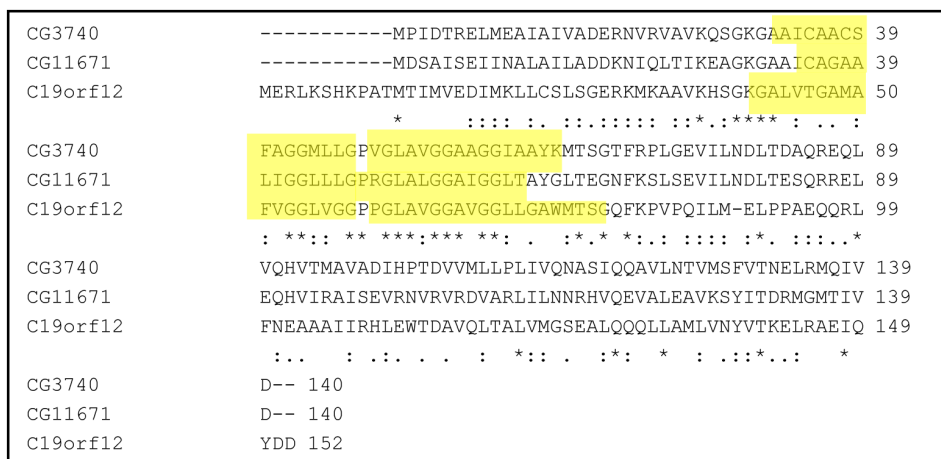 CG3740 -----------MPIDTRELMEAIAIVADERNVRVAVKQSGKGAAICAACS 39
CG11671 -----------MDSAISEIINALAILADDKNIQLTIKEAGKGAAICAGAA 39
C19orf12 MERLKSHKPATMTIMVEDIMKLLCSLSGERKMKAAVKHSGKGALVTGAMA 50
* :::: :. :.::::: ::*.:**** : .. :
CG3740 FAGGMLLGPVGLAVGGAAGGIAAYKMTSGTFRPLGEVILNDLTDAQREQL 89
CG11671 LIGGLLLGPRGLALGGAIGGLTAYGLTEGNFKSLSEVILNDLTESQRREL 89
C19orf12 FVGGLVGGPPGLAVGGAVGGLLGAWMTSGQFKPVPQILM-ELPPAEQQRL 99
: **:: ** ***:*** **: . :*.* *:.: :::: :*. :::..*
CG3740 VQHVTMAVADIHPTDVVMLLPLIVQNASIQQAVLNTVMSFVTNELRMQIV 139
CG11671 EQHVIRAISEVRNVRVRDVARLILNNRHVQEVALEAVKSYITDRMGMTIV 139
C19orf12 FNEAAAIIRHLEWTDAVQLTALVMGSEALQQQLLAMLVNYVTKELRAEIQ 149
:.. :.:. . . : *:: . :*: * : .::*..: *
CG3740 D-- 140
CG11671 D-- 140
C19orf12 YDD 152